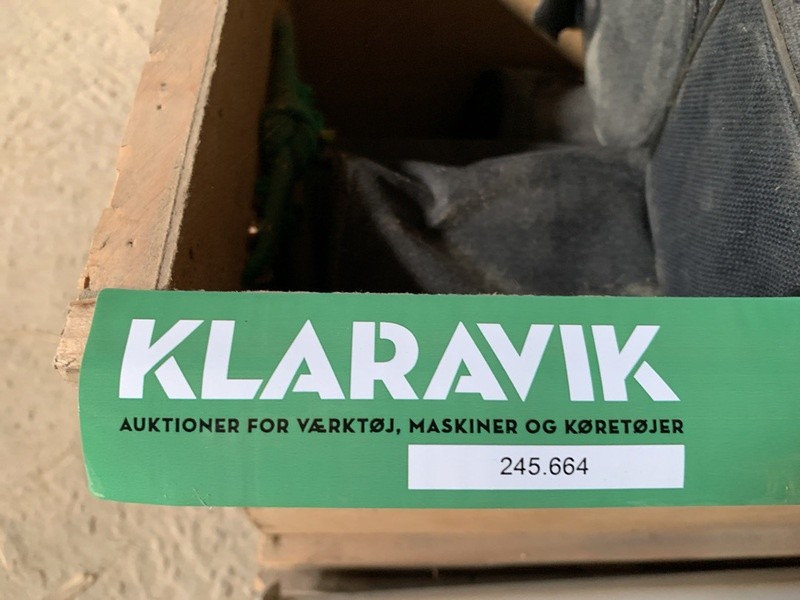 KLARAVIK
AUKTIONER FOR VÆRKTØJ, MASKINER OG KØRETØJER
245.664